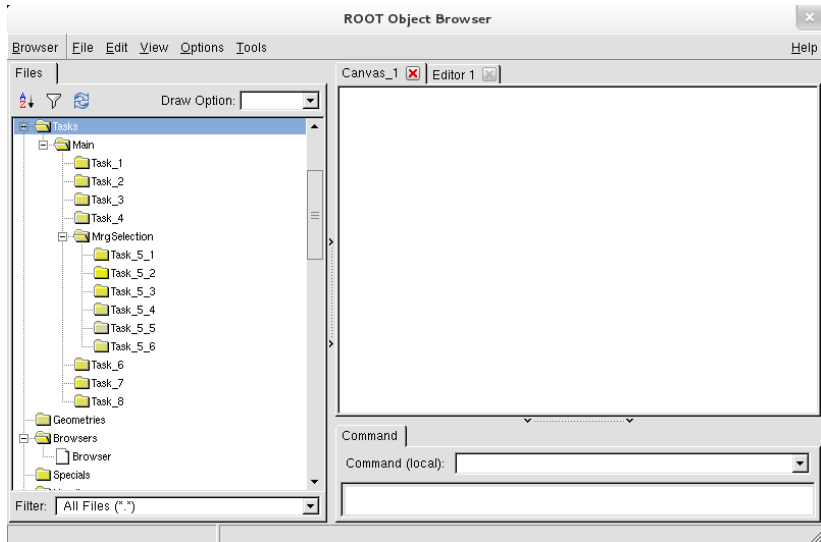 ROOT Object Browser
Browser File Edit View Options Tools Help
Files
Canvas_1 Editor 1
Draw Option:
Tasks
Main
Task_1
Task_2
Task_3
Task_4
MrgSelection
Task_5_1
Task_5_2
Task_5_3
Task_5_4
Task_5_5
Task_5_6
Task_6
Task_7
Task_8
Geometries
Browsers
Browser
Specials
Filter: All Files (*.*)
Command
Command (local):